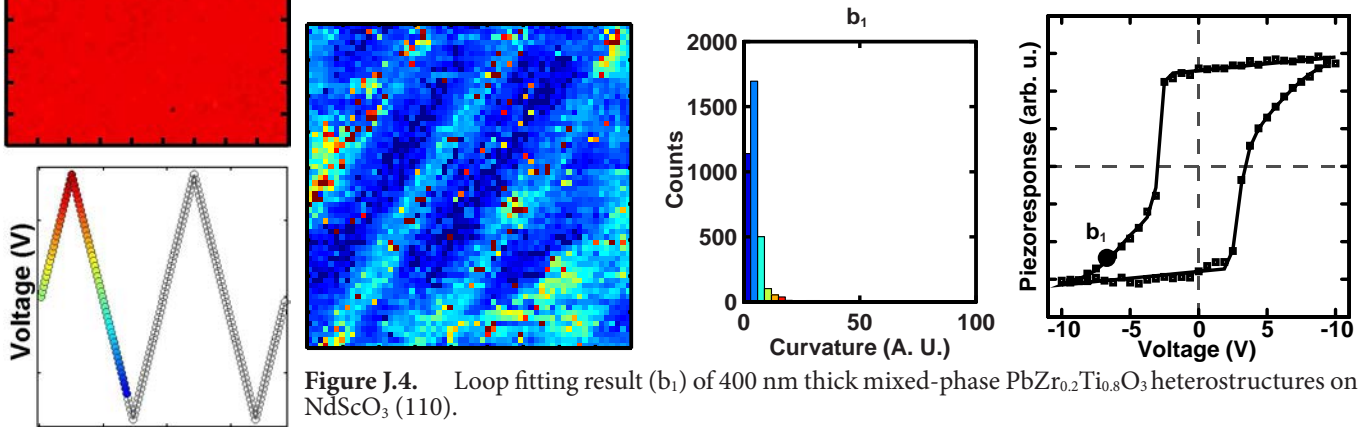 Voltage (V)
b₁
2000
1500
1000
500
0
Counts
0
50
100
Curvature (A. U.)
Piezoresponse (arb. u.)
b₁
-10
-5
0
5
-10
Voltage (V)
Figure J.4. Loop fitting result (b₁) of 400 nm thick mixed-phase PbZr₀.₂Ti₀.₈O₃ heterostructures on
NdScO₃ (110).